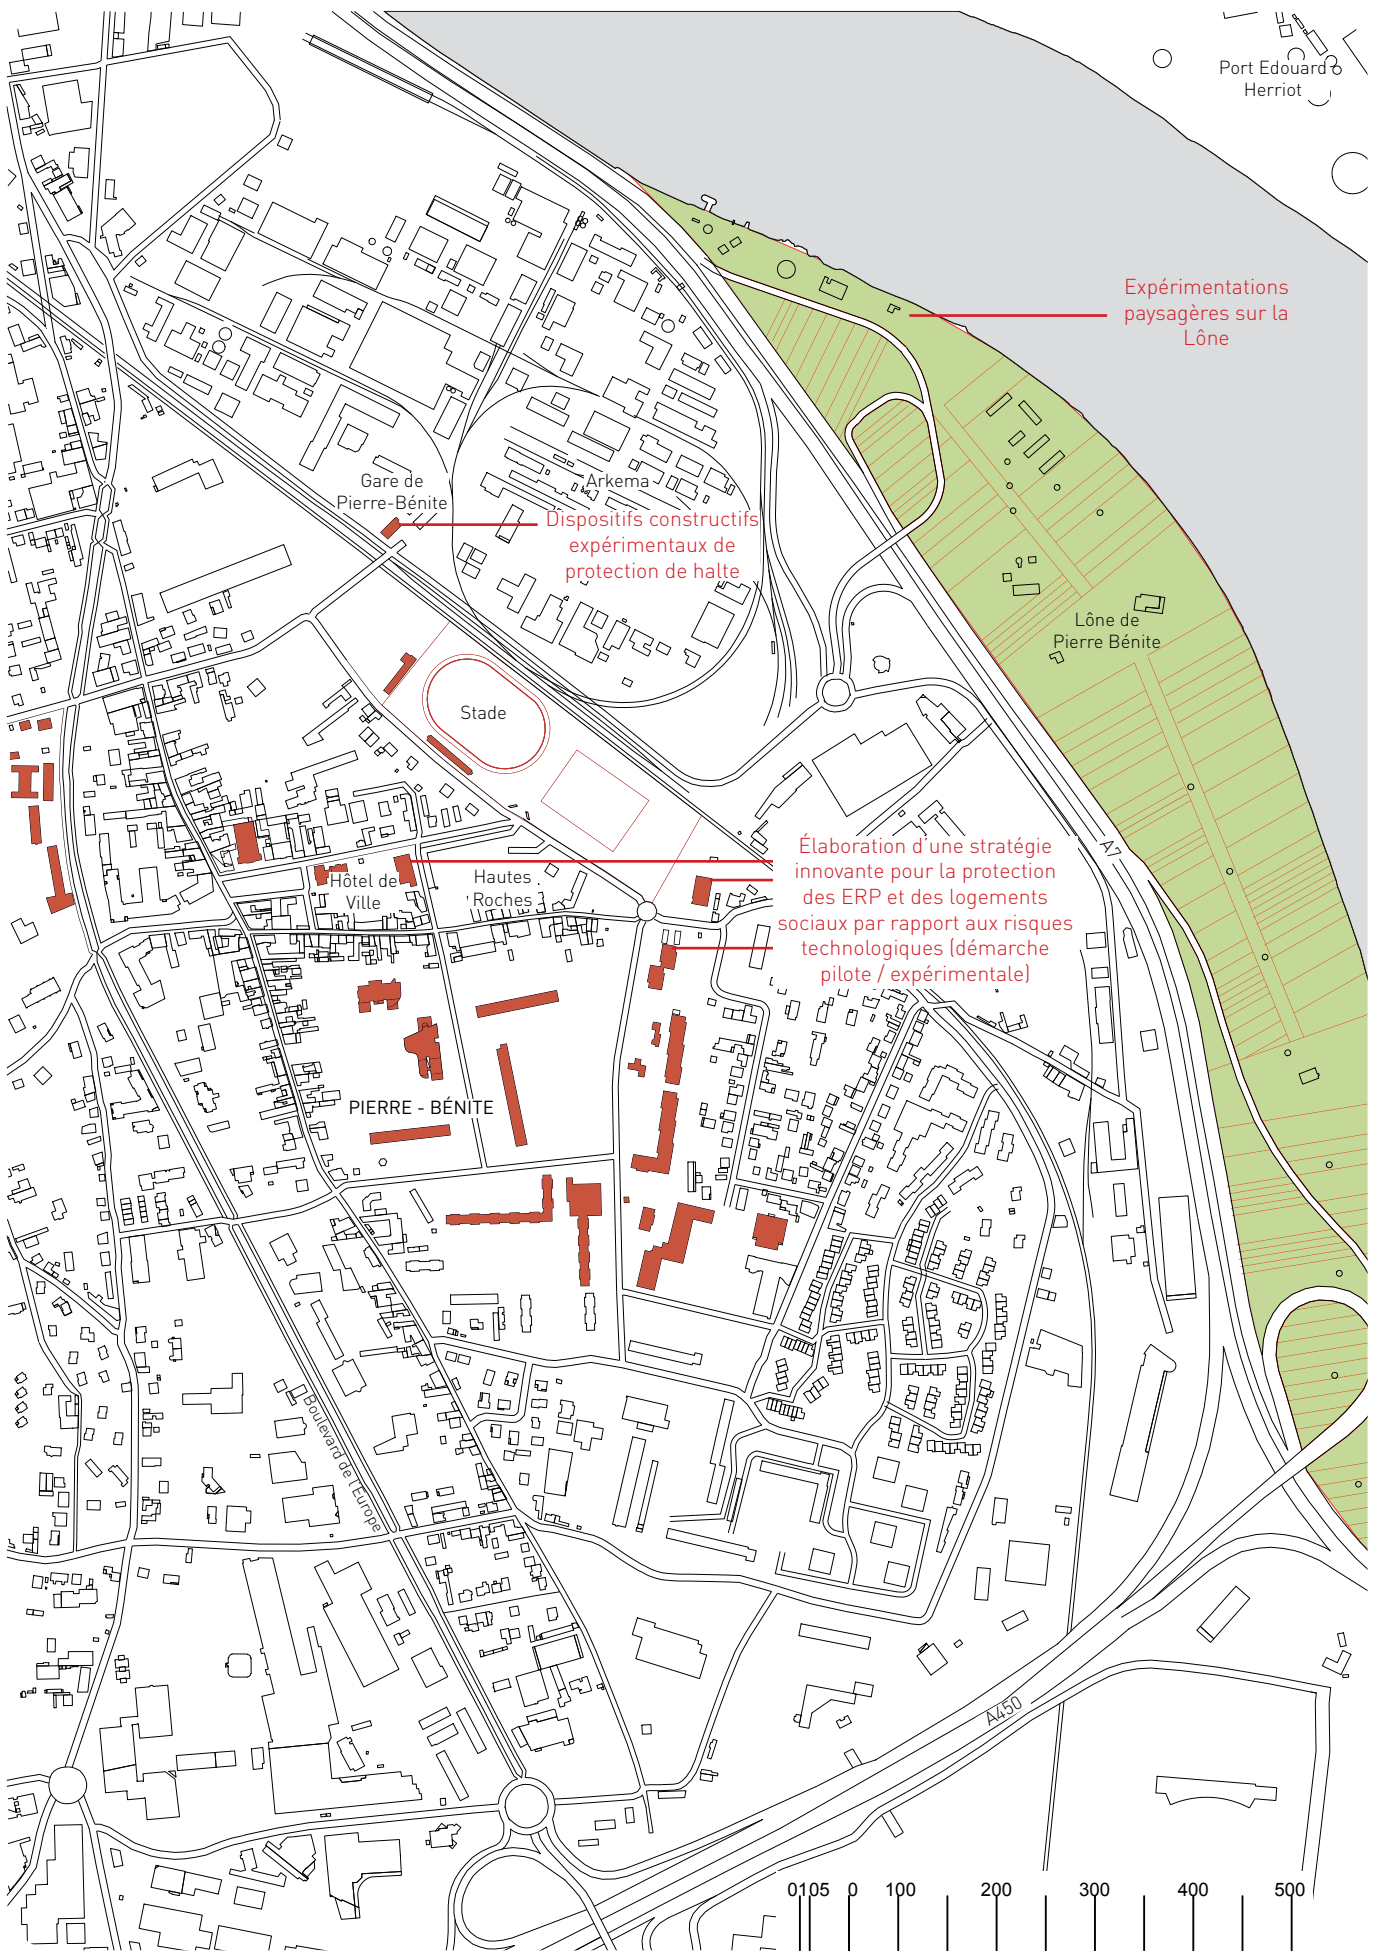 Port Edouard
Herriot
Expérimentations
paysagères sur la
Lône
Gare de
Pierre-Bénite
Arkema
Dispositifs constructifs
expérimentaux de
protection de halte
Lône de
Pierre Bénite
Stade
A7
Élaboration d'une stratégie
innovante pour la protection
des ERP et des logements
sociaux par rapport aux risques
technologiques (démarche
pilote / expérimentale)
Hôtel de
Ville
Hautes
Roches
PIERRE - BÉNITE
Boulevard de l'Europe
A450
0105 0 100 200 300 400 500